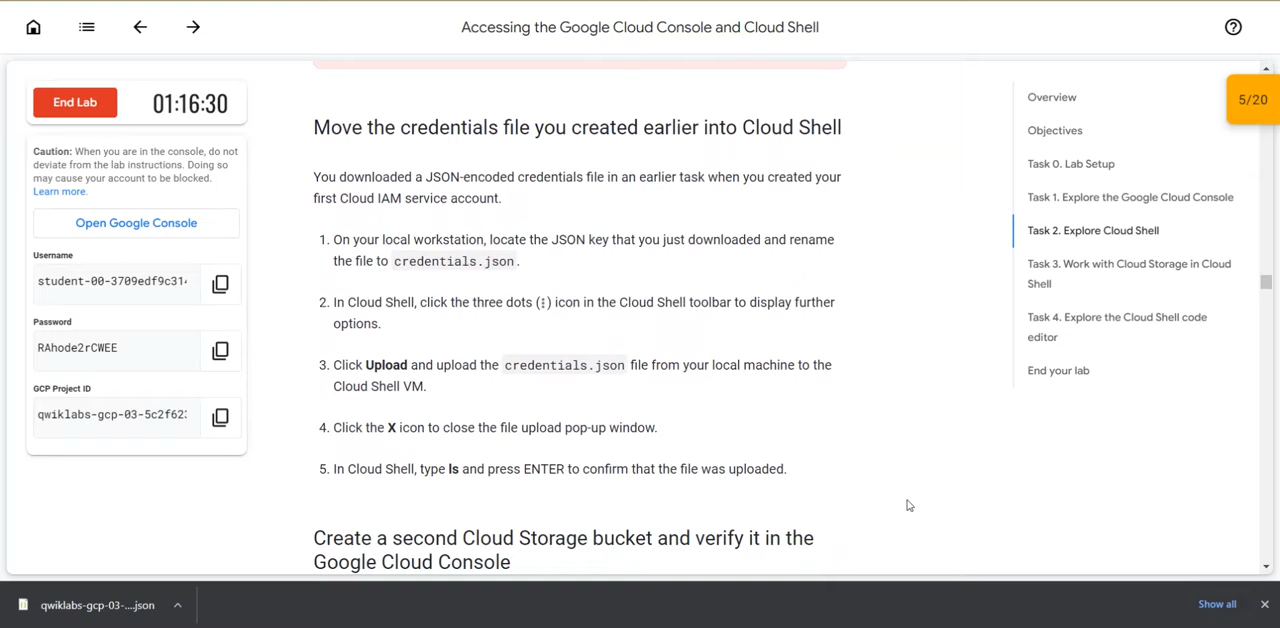 Accessing the Google Cloud Console and Cloud Shell
End Lab
01:16:30
Caution: When you are in the console, do not
deviate from the lab instructions. Doing so
may cause your account to be blocked.
Learn more.
Open Google Console
Username
student-00-3709edf9c314
Password
RAhode2rCWEE
GCP Project ID
qwiklabs-gcp-03-5c2f623
Move the credentials file you created earlier into Cloud Shell
You downloaded a JSON-encoded credentials file in an earlier task when you created your
first Cloud IAM service account.
1. On your local workstation, locate the JSON key that you just downloaded and rename
the file to credentials.json.
2. In Cloud Shell, click the three dots (⋮) icon in the Cloud Shell toolbar to display further
options.
3. Click Upload and upload the credentials.json file from your local machine to the
Cloud Shell VM.
4. Click the X icon to close the file upload pop-up window.
5. In Cloud Shell, type ls and press ENTER to confirm that the file was uploaded.
Create a second Cloud Storage bucket and verify it in the
Google Cloud Console
Overview
Objectives
Task 0. Lab Setup
Task 1. Explore the Google Cloud Console
Task 2. Explore Cloud Shell
Task 3. Work with Cloud Storage in Cloud
Shell
Task 4. Explore the Cloud Shell code
editor
End your lab
5/20
qwiklabs-gcp-03-....json
Show all